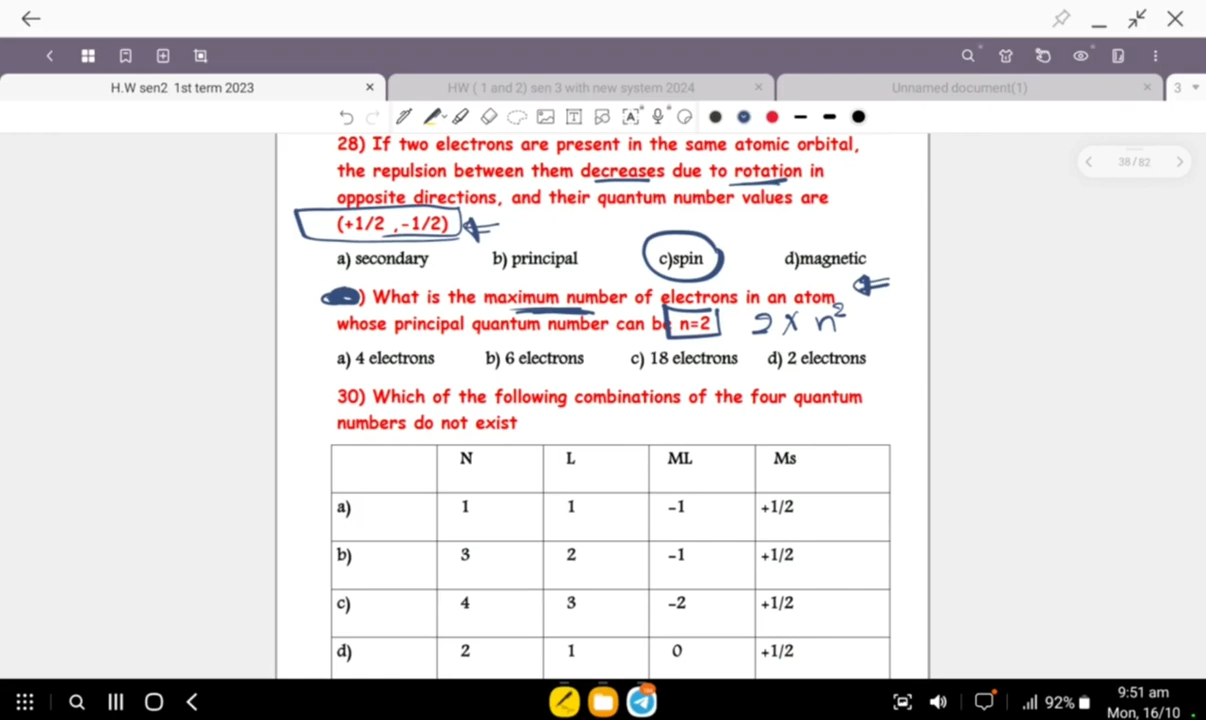 H.W sen2 1st term 2023
HW ( 1 and 2) sen 3 with new system 2024
Unnamed document(1)
3
38/82
28) If two electrons are present in the same atomic orbital,
the repulsion between them decreases due to rotation in
opposite directions, and their quantum number values are
(+1/2 ,-1/2)
a) secondary b) principal c)spin d)magnetic
) What is the maximum number of electrons in an atom
whose principal quantum number can be n=2 2 x n²
a) 4 electrons b) 6 electrons c) 18 electrons d) 2 electrons
30) Which of the following combinations of the four quantum
numbers do not exist
N L ML Ms
a) 1 1 -1 +1/2
b) 3 2 -1 +1/2
c) 4 3 -2 +1/2
d) 2 1 0 +1/2
92%
9:51 am
Mon, 16/10